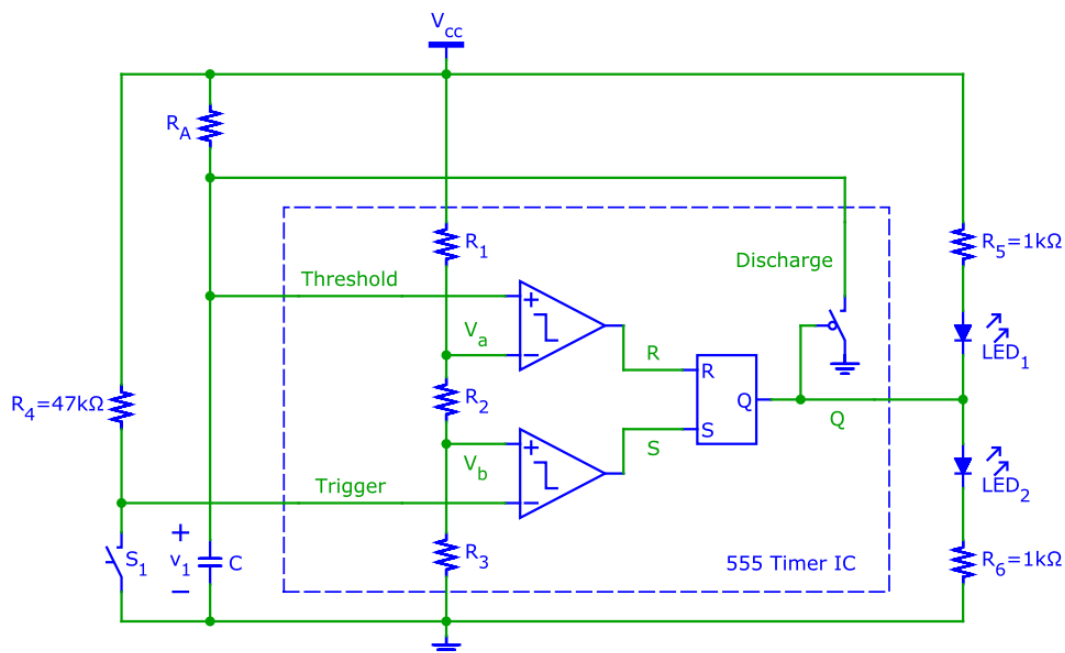 Vcc
RA
R1
Discharge
R5=1kΩ
Threshold
+
Va
−
R
LED1
R
Q
S
R4=47kΩ
R2
Q
+
Vb
S
LED2
Trigger
−
+
S1
v1
C
−
R3
555 Timer IC
R6=1kΩ